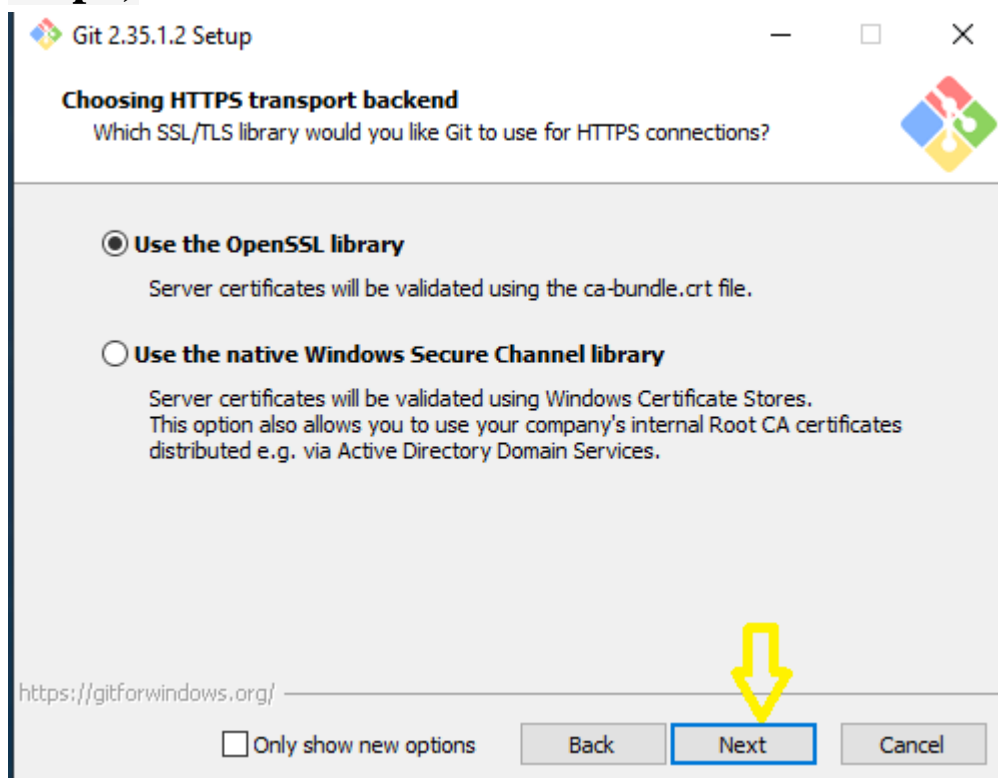 Git 2.35.1.2 Setup
Choosing HTTPS transport backend
Which SSL/TLS library would you like Git to use for HTTPS connections?
Use the OpenSSL library
Server certificates will be validated using the ca-bundle.crt file.
Use the native Windows Secure Channel library
Server certificates will be validated using Windows Certificate Stores.
This option also allows you to use your company's internal Root CA certificates
distributed e.g. via Active Directory Domain Services.
https://gitforwindows.org/
Only show new options Back Next Cancel